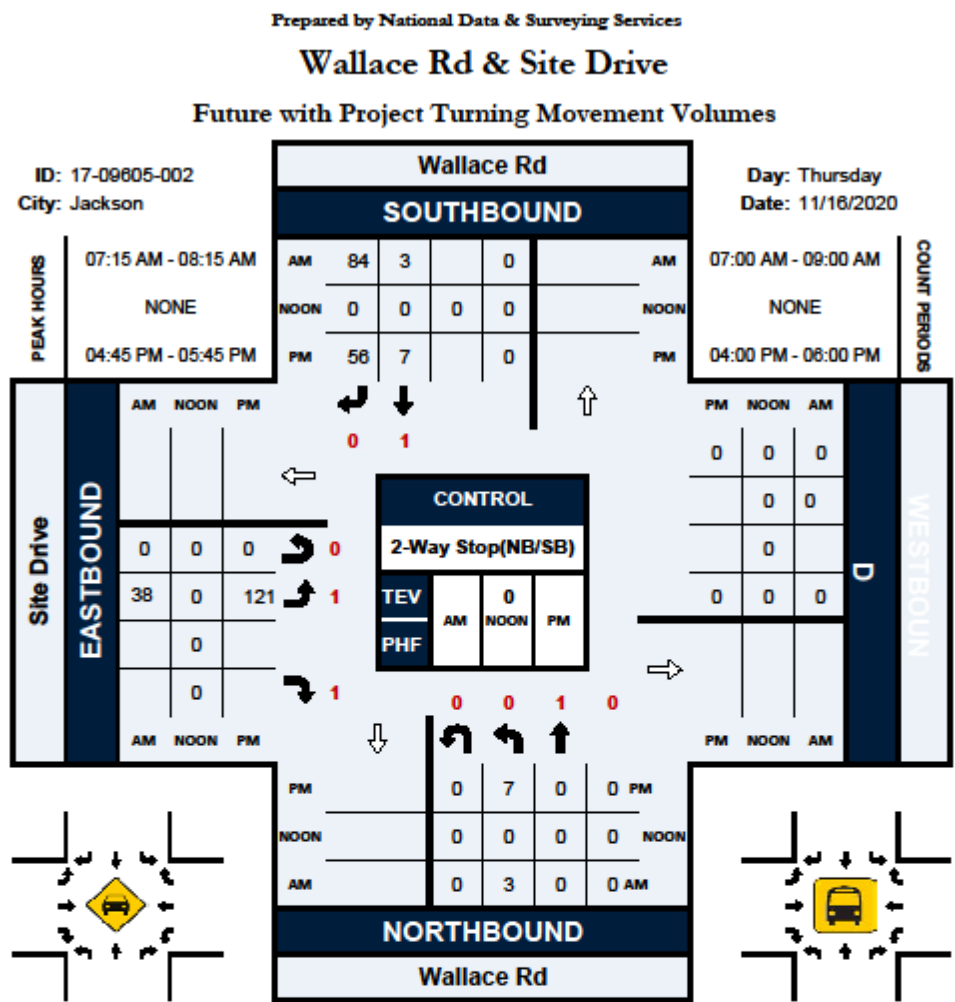 Prepared by National Data & Surveying Services
Wallace Rd & Site Drive
Future with Project Turning Movement Volumes
ID: 17-09605-002
City: Jackson
Day: Thursday
Date: 11/16/2020
Wallace Rd
SOUTHBOUND
PEAK HOURS
07:15 AM - 08:15 AM
NONE
04:45 PM - 05:45 PM
AM 84 3 0 AM
NOON 0 0 0 0 NOON
PM 56 7 0 PM
07:00 AM - 09:00 AM
NONE
04:00 PM - 06:00 PM
COUNT PERIODS
0 1
Site Drive
EASTBOUND
AM NOON PM
0 0 0 0
38 0 121 1
0
0 1
AM NOON PM
CONTROL
2-Way Stop(NB/SB)
TEV
PHF
AM
0
NOON
PM
PM NOON AM
0 0 0
0 0
0
0 0 0
PM NOON AM
D
WESTBOUN
0 0 1 0
PM 0 7 0 0 PM
NOON 0 0 0 0 NOON
AM 0 3 0 0 AM
NORTHBOUND
Wallace Rd